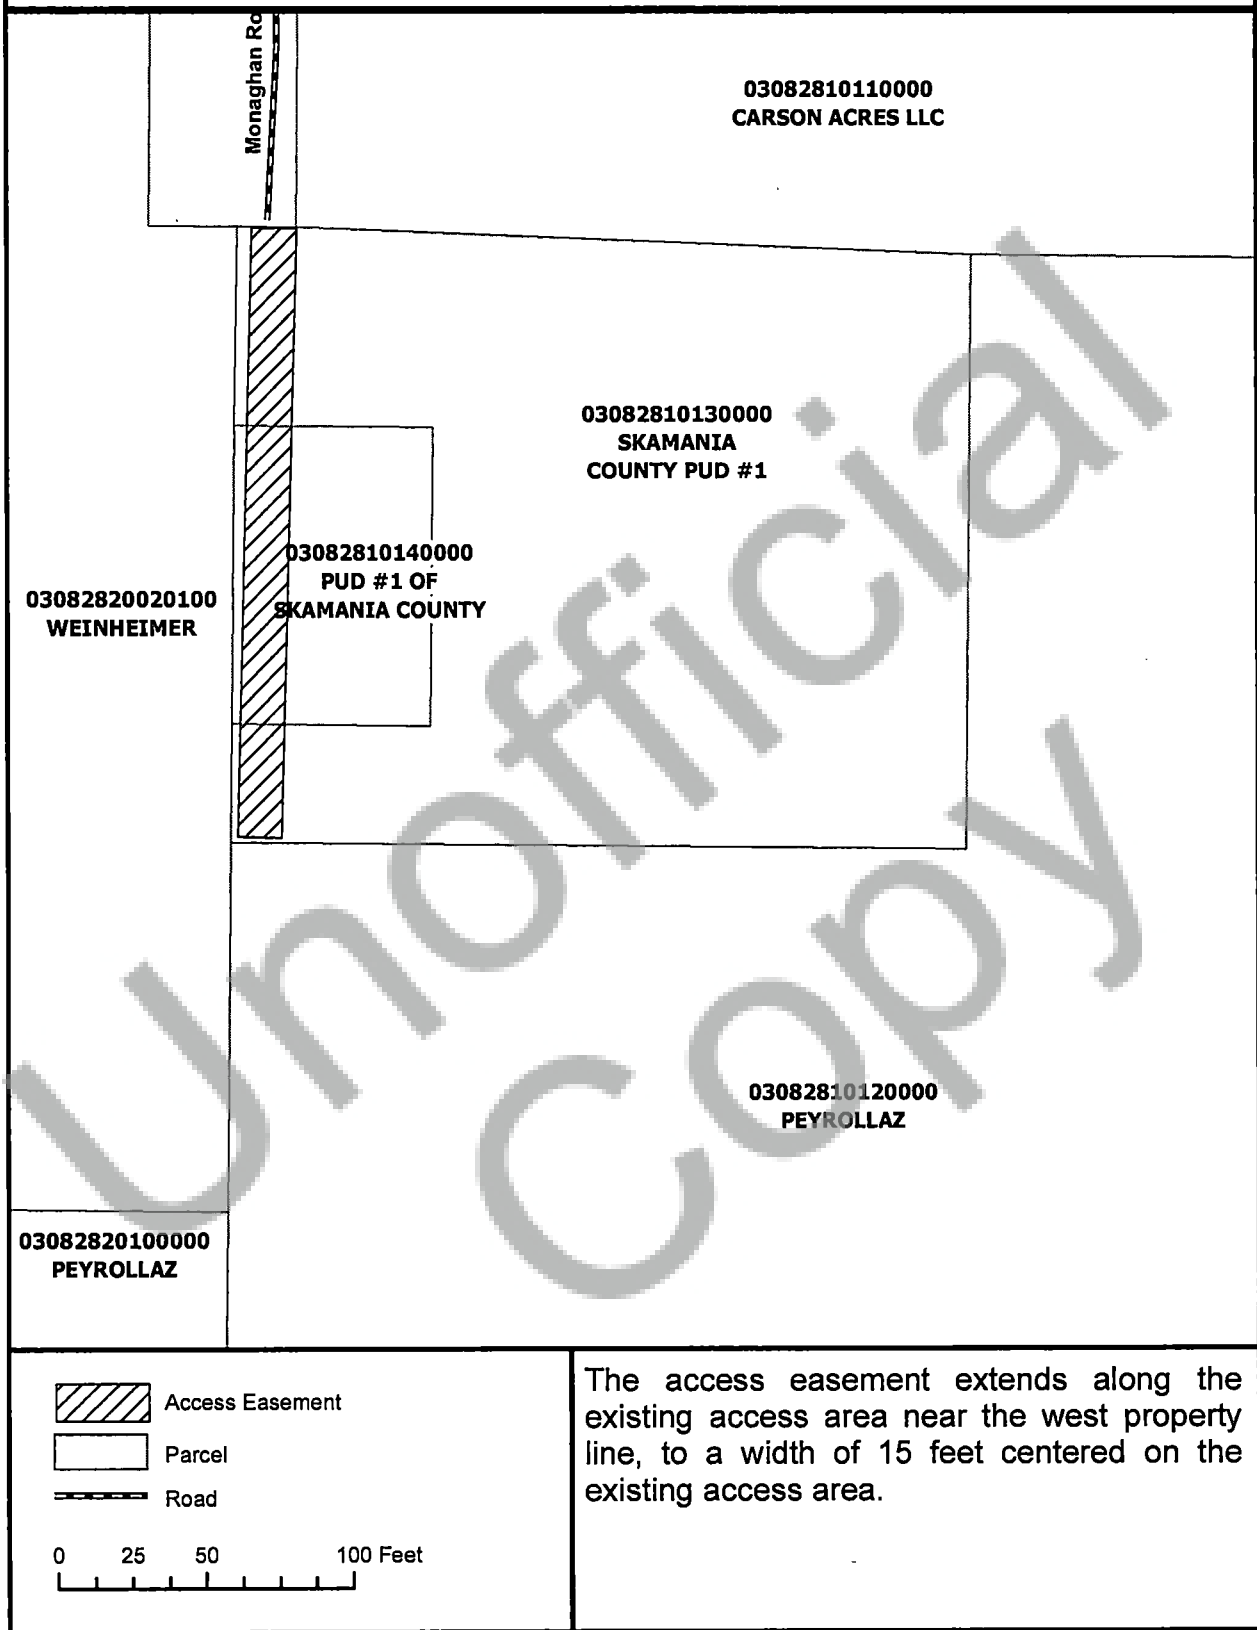 Monaghan Ro
03082810110000
CARSON ACRES LLC
03082810130000
SKAMANIA
COUNTY PUD #1
03082810140000
PUD #1 OF
SKAMANIA COUNTY
03082820020100
WEINHEIMER
03082810120000
PEYROLLAZ
03082820100000
PEYROLLAZ
Unofficial
Copy
Access Easement
Parcel
Road
0 25 50 100 Feet
The access easement extends along the
existing access area near the west property
line, to a width of 15 feet centered on the
existing access area.